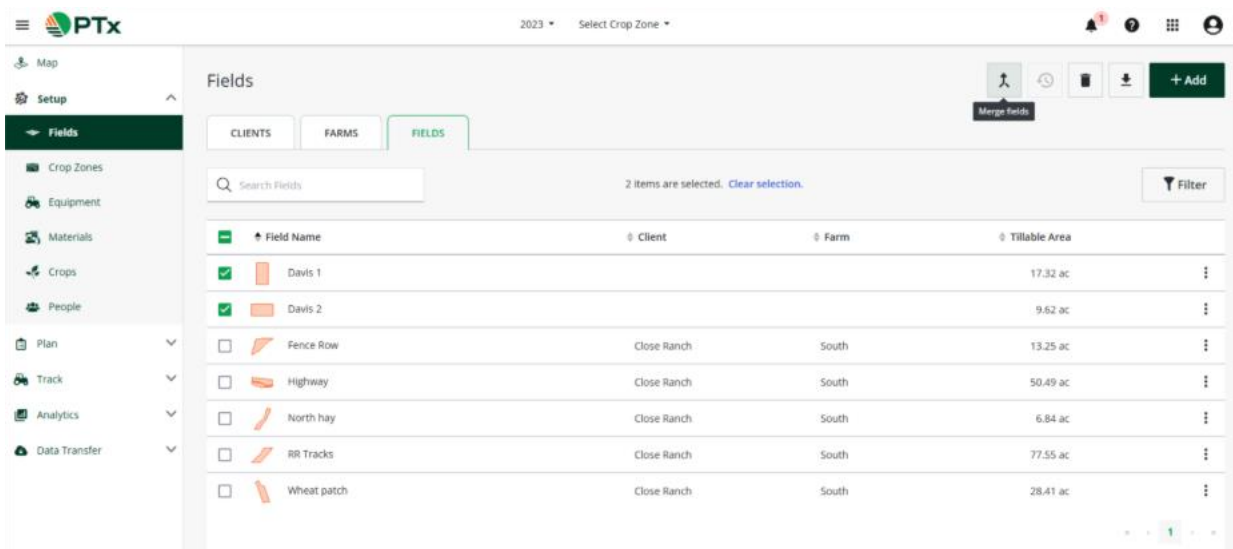 PTx 2023 Select Crop Zone 1
Map
Setup
Fields
Crop Zones
Equipment
Materials
Crops
People
Plan
Track
Analytics
Data Transfer
Fields + Add
Merge fields
CLIENTS FARMS FIELDS
Search Fields 2 items are selected. Clear selection. Filter
Field Name Client Farm Tillable Area
Davis 1 17.32 ac
Davis 2 9.62 ac
Fence Row Close Ranch South 13.25 ac
Highway Close Ranch South 50.49 ac
North hay Close Ranch South 6.84 ac
RR Tracks Close Ranch South 77.55 ac
Wheat patch Close Ranch South 28.41 ac
« ‹ 1 › »